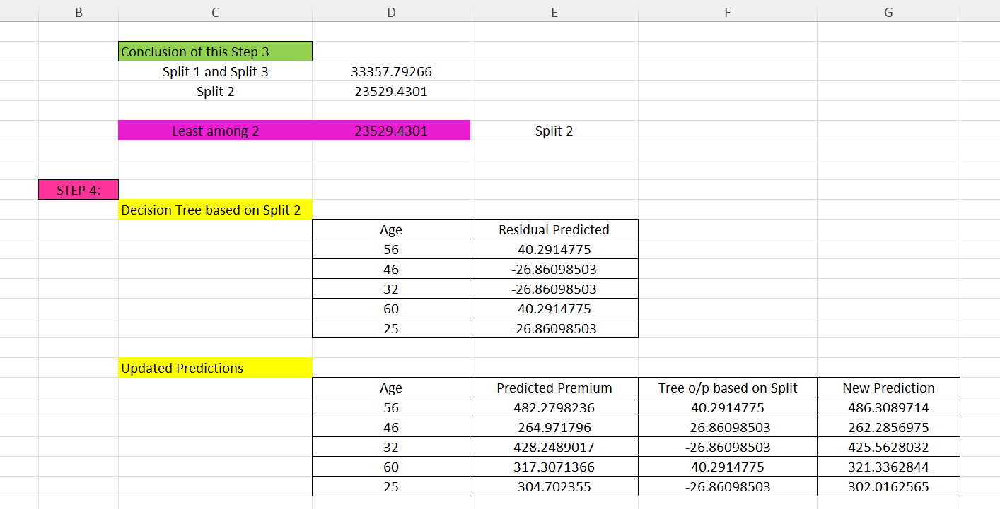 B C D E F G
Conclusion of this Step 3
Split 1 and Split 3 33357.79266
Split 2 23529.4301
Least among 2 23529.4301 Split 2
STEP 4:
Decision Tree based on Split 2
Age Residual Predicted
56 40.2914775
46 -26.86098503
32 -26.86098503
60 40.2914775
25 -26.86098503
Updated Predictions
Age Predicted Premium Tree o/p based on Split New Prediction
56 482.2798236 40.2914775 486.3089714
46 264.971796 -26.86098503 262.2856975
32 428.2489017 -26.86098503 425.5628032
60 317.3071366 40.2914775 321.3362844
25 304.702355 -26.86098503 302.0162565